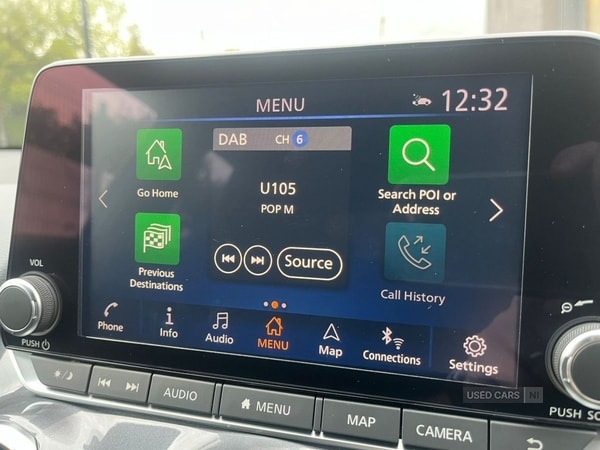 MENU
12:32
DAB CH 6
Go Home
U105
POP M
Search POI or
Address
Previous
Destinations
Source
Call History
Phone
Info
Audio
MENU
Map
Connections
Settings
VOL
PUSH
AUDIO
MENU
MAP
CAMERA
PUSH SC
USED CARS NI